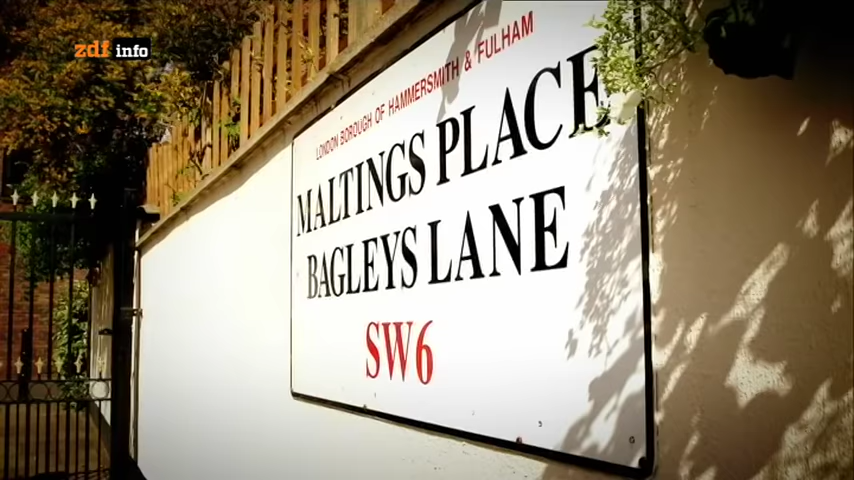 zdf info
LONDON BOROUGH OF HAMMERSMITH & FULHAM
MALTINGS PLACE
BAGLEYS LANE
SW6